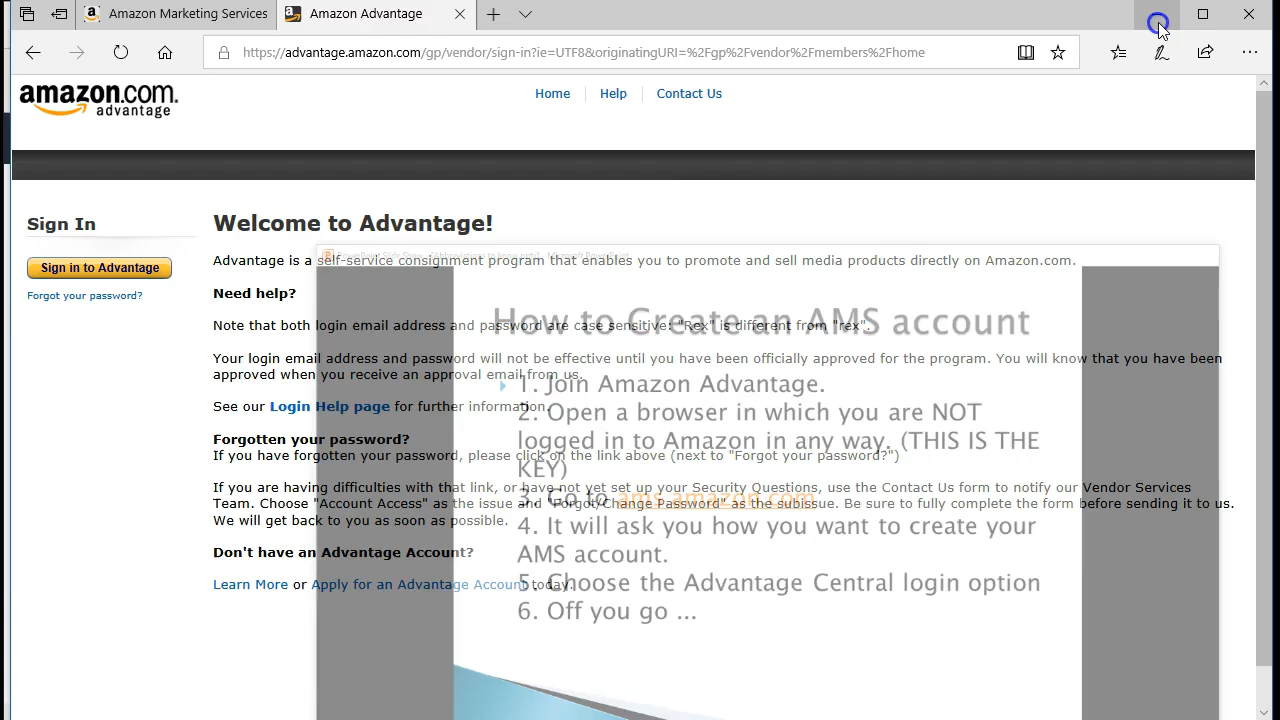 Amazon Marketing Services
Amazon Advantage
https://advantage.amazon.com/gp/vendor/sign-in?ie=UTF8&originatingURI=%2Fgp%2Fvendor%2Fmembers%2Fhome
amazon.com
advantage
Home
Help
Contact Us
Sign In
Sign in to Advantage
Forgot your password?
Welcome to Advantage!
Advantage is a self-service consignment program that enables you to promote and sell media products directly on Amazon.com.
Need help?
Note that both login email address and password are case sensitive: "Rex" is different from "rex".
Your login email address and password will not be effective until you have been officially approved for the program. You will know that you have been
approved when you receive an approval email from us.
See our Login Help page for further information.
Forgotten your password?
If you have forgotten your password, please click on the link above (next to "Forgot your password?")
If you are having difficulties with that link, or have not yet set up your Security Questions, use the Contact Us form to notify our Vendor Services
Team. Choose "Account Access" as the issue and "Forgot/Change Password" as the subissue. Be sure to fully complete the form before sending it to us.
We will get back to you as soon as possible.
Don't have an Advantage Account?
Learn More or Apply for an Advantage Account today.
How to Create an AMS account
1. Join Amazon Advantage.
2. Open a browser in which you are NOT
logged in to Amazon in any way. (THIS IS THE
KEY)
3. Go to ams.amazon.com
4. It will ask you how you want to create your
AMS account.
5. Choose the Advantage Central login option
6. Off you go ...